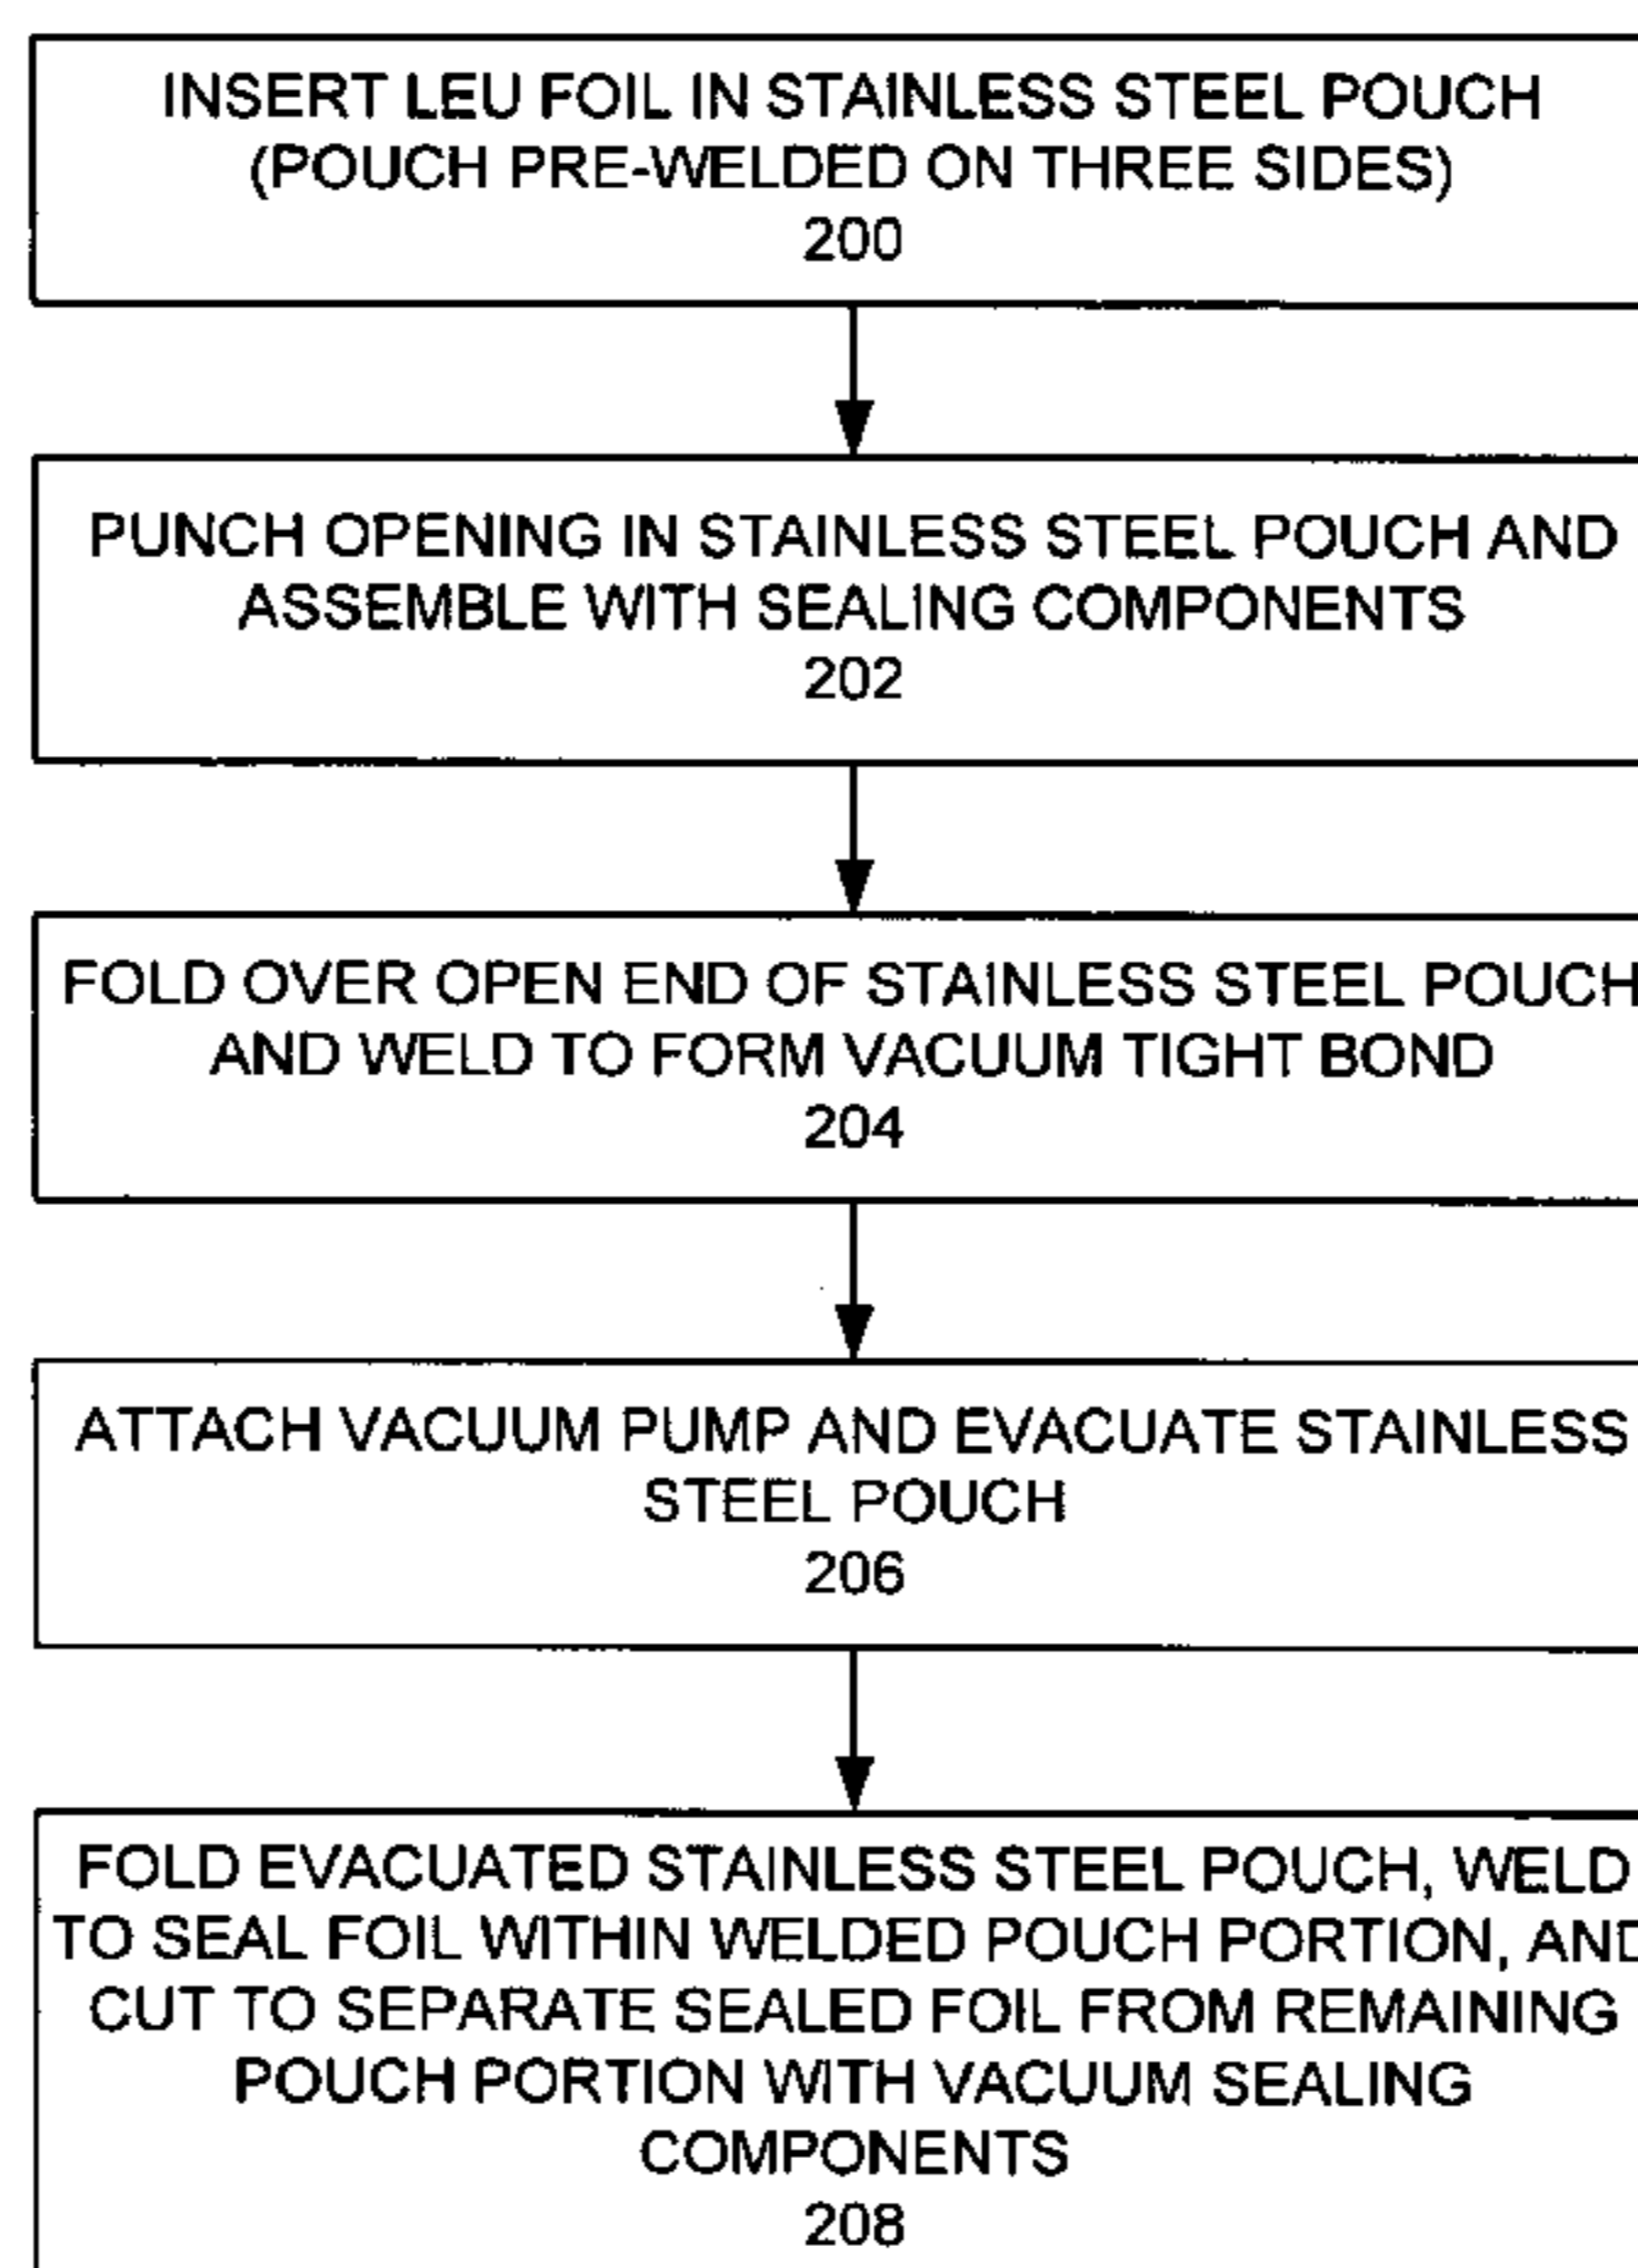 INSERT LEU FOIL IN STAINLESS STEEL POUCH
(POUCH PRE-WELDED ON THREE SIDES)
200
PUNCH OPENING IN STAINLESS STEEL POUCH AND
ASSEMBLE WITH SEALING COMPONENTS
202
FOLD OVER OPEN END OF STAINLESS STEEL POUCH
AND WELD TO FORM VACUUM TIGHT BOND
204
ATTACH VACUUM PUMP AND EVACUATE STAINLESS
STEEL POUCH
206
FOLD EVACUATED STAINLESS STEEL POUCH, WELD
TO SEAL FOIL WITHIN WELDED POUCH PORTION, AND
CUT TO SEPARATE SEALED FOIL FROM REMAINING
POUCH PORTION WITH VACUUM SEALING
COMPONENTS
208